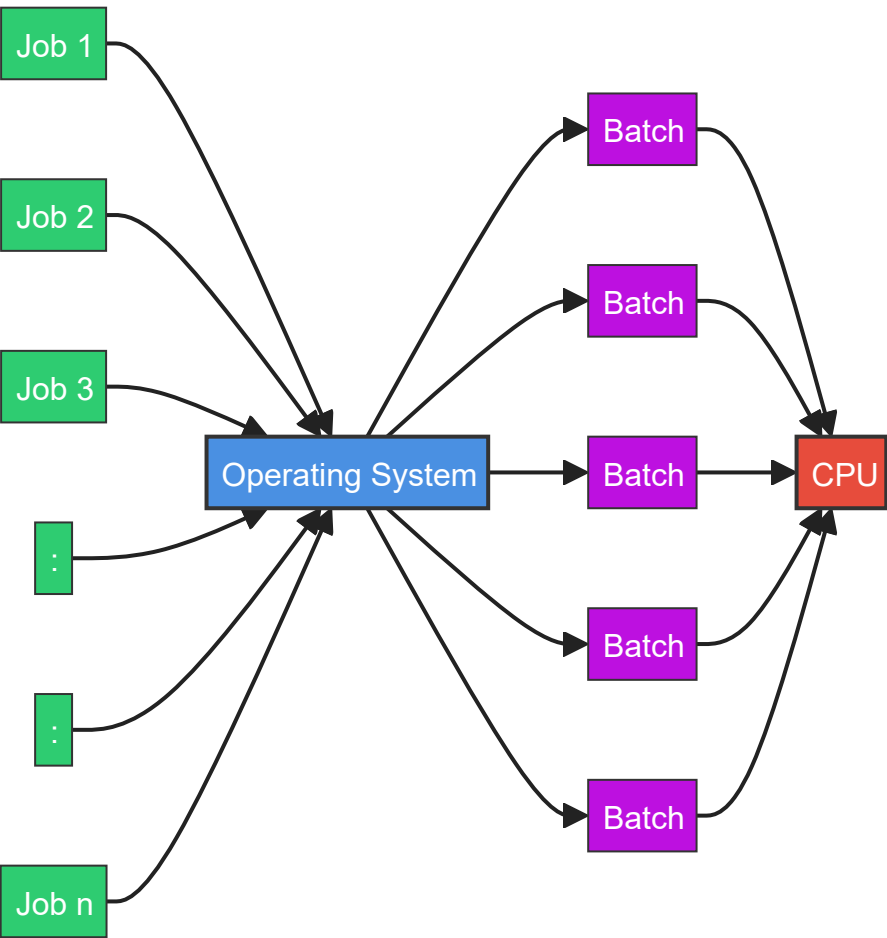 Job 1
Job 2
Job 3
:
:
Job n
Operating System
Batch
Batch
Batch
Batch
Batch
CPU